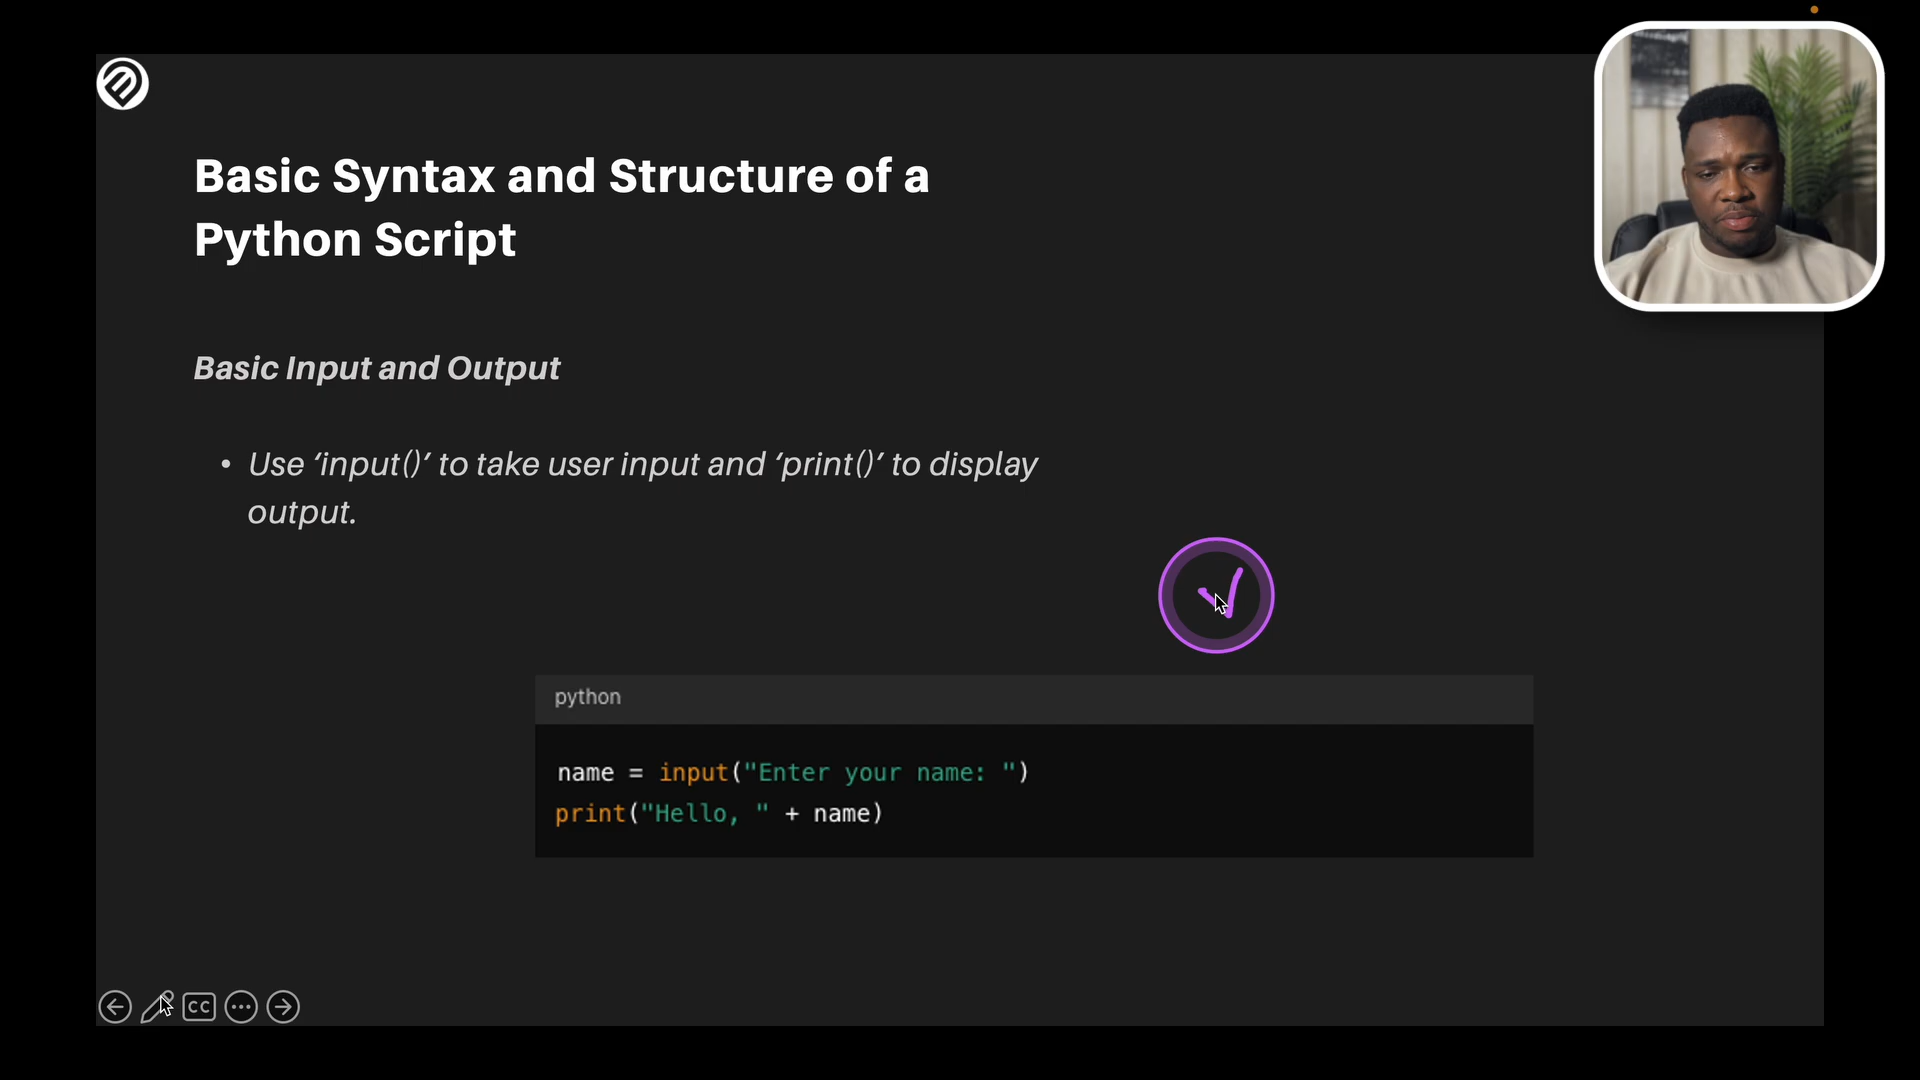 Basic Syntax and Structure of a
Python Script
Basic Input and Output
• Use ‘input()’ to take user input and ‘print()’ to display
output.
python
name = input("Enter your name: ")
print("Hello, " + name)
CC